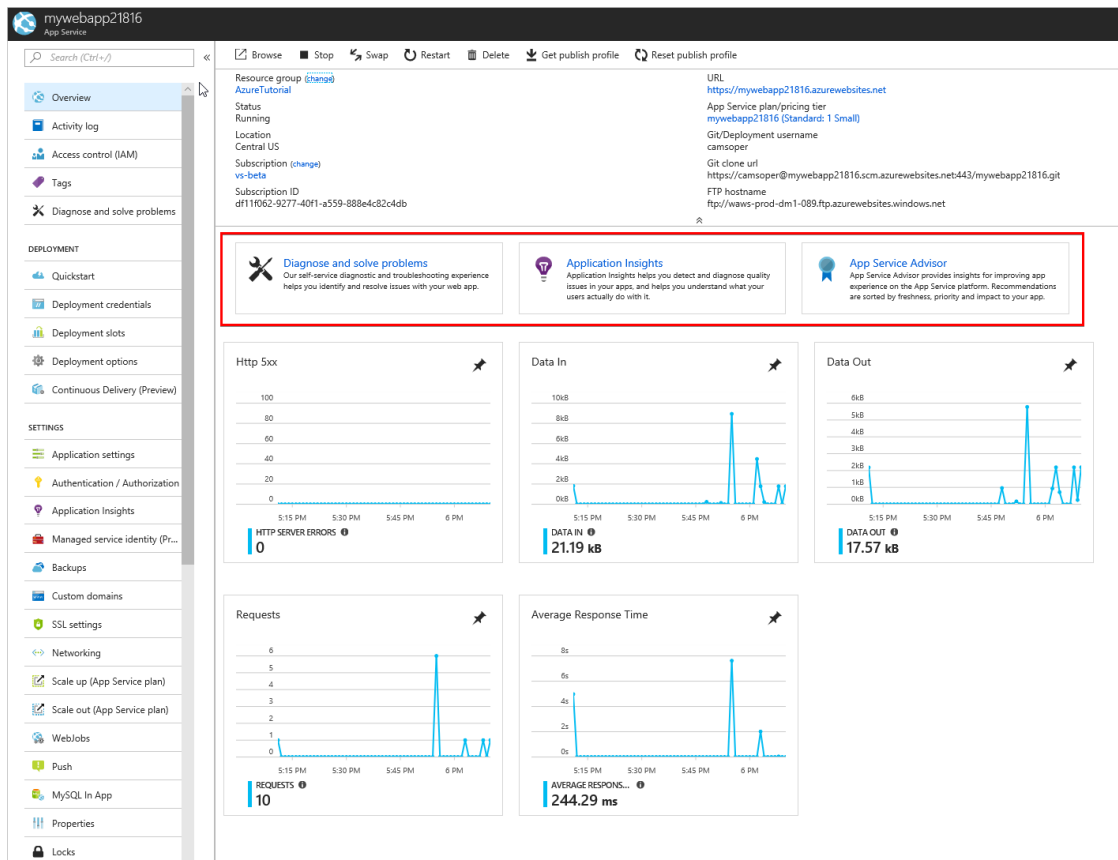 mywebapp21816
App Service
Search (Ctrl+/)
«
Overview
Activity log
Access control (IAM)
Tags
Diagnose and solve problems
DEPLOYMENT
Quickstart
Deployment credentials
Deployment slots
Deployment options
Continuous Delivery (Preview)
SETTINGS
Application settings
Authentication / Authorization
Application Insights
Managed service identity (Pr...
Backups
Custom domains
SSL settings
Networking
Scale up (App Service plan)
Scale out (App Service plan)
WebJobs
Push
MySQL In App
Properties
Locks
Browse Stop Swap Restart Delete Get publish profile Reset publish profile
Resource group (change)
AzureTutorial
Status
Running
Location
Central US
Subscription (change)
vs-beta
Subscription ID
df11f062-9277-40f1-a559-888e4c82c4db
URL
https://mywebapp21816.azurewebsites.net
App Service plan/pricing tier
mywebapp21816 (Standard: 1 Small)
Git/Deployment username
camsoper
Git clone url
https://camsoper@mywebapp21816.scm.azurewebsites.net:443/mywebapp21816.git
FTP hostname
ftp://waws-prod-dm1-089.ftp.azurewebsites.windows.net
Diagnose and solve problems
Our self-service diagnostic and troubleshooting experience
helps you identify and resolve issues with your web app.
Application Insights
Application Insights helps you detect and diagnose quality
issues in your apps, and helps you understand what your
users actually do with it.
App Service Advisor
App Service Advisor provides insights for improving app
experience on the App Service platform. Recommendations
are sorted by freshness, priority and impact to your app.
Http 5xx
100
80
60
40
20
0
5:15 PM 5:30 PM 5:45 PM 6 PM
HTTP SERVER ERRORS
0
Data In
10kB
8kB
6kB
4kB
2kB
0kB
5:15 PM 5:30 PM 5:45 PM 6 PM
DATA IN
21.19 kB
Data Out
6kB
5kB
4kB
3kB
2kB
1kB
0kB
5:15 PM 5:30 PM 5:45 PM 6 PM
DATA OUT
17.57 kB
Requests
6
5
4
3
2
1
0
5:15 PM 5:30 PM 5:45 PM 6 PM
REQUESTS
10
Average Response Time
8s
6s
4s
2s
0s
5:15 PM 5:30 PM 5:45 PM 6 PM
AVERAGE RESPONS...
244.29 ms